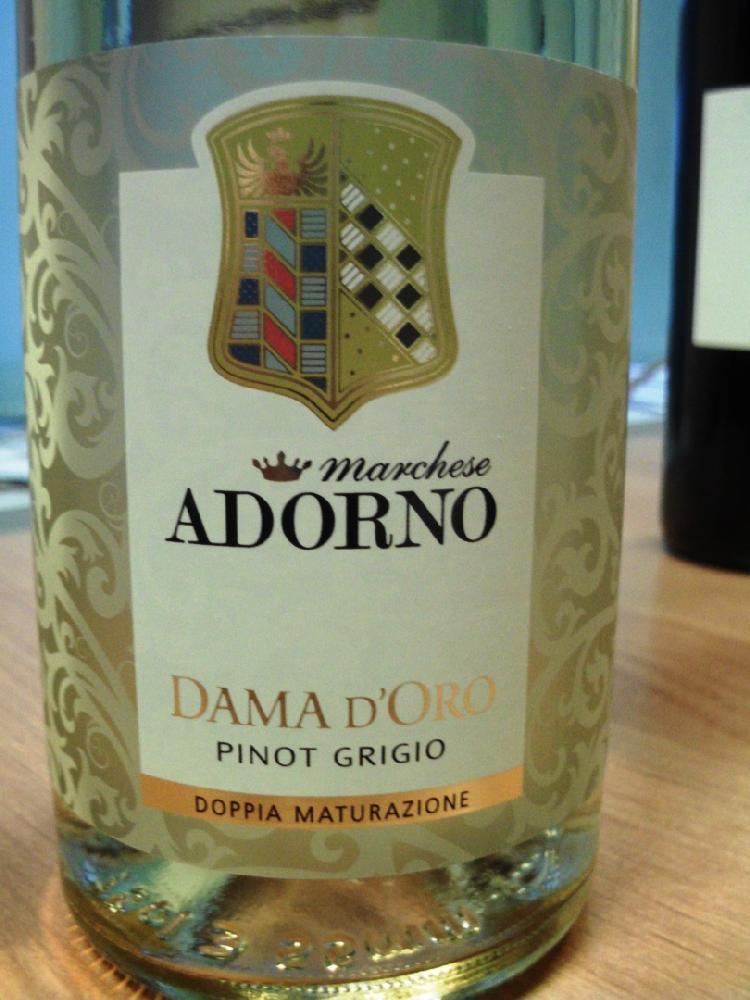 marchese
ADORNO
DAMA D'ORO
PINOT GRIGIO
DOPPIA MATURAZIONE